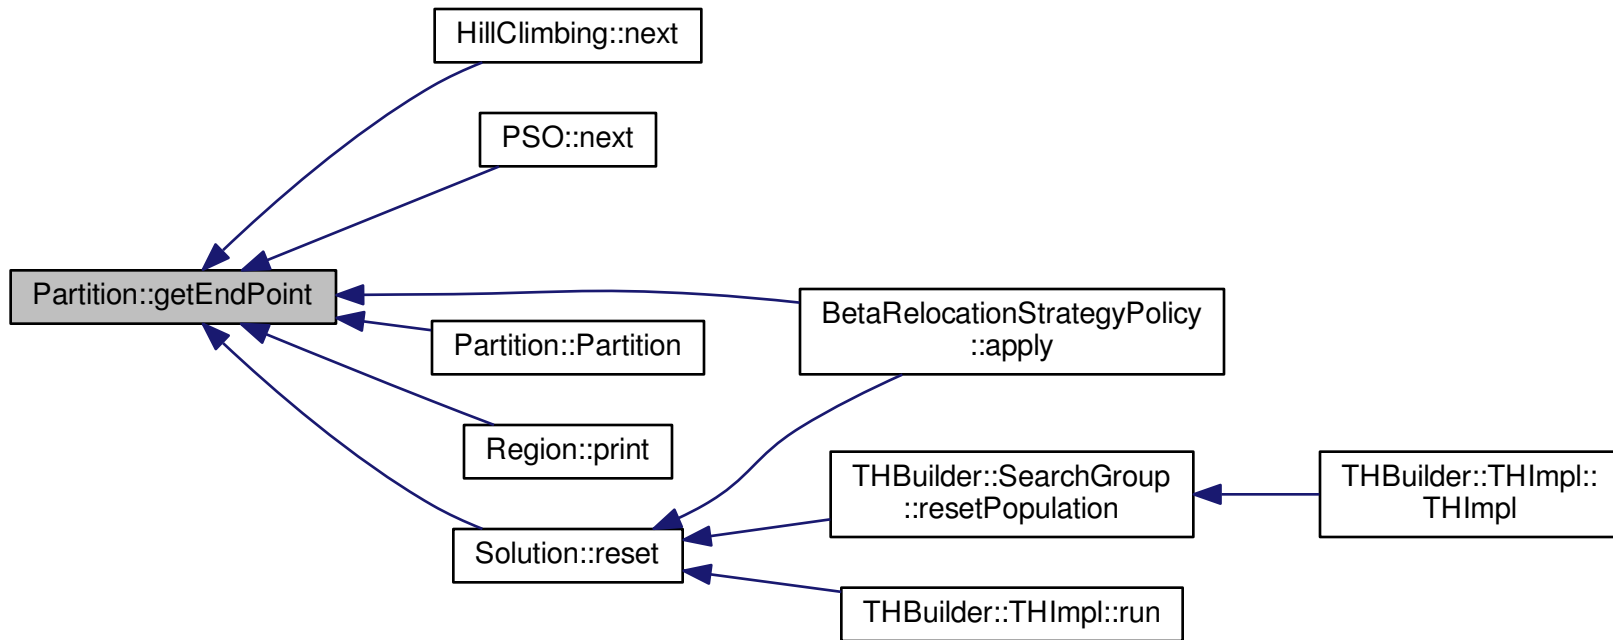 HillClimbing::next
PSO::next
Partition::getEndPoint
BetaRelocationStrategyPolicy
::apply
Partition::Partition
Region::print
THBuilder::SearchGroup
::resetPopulation
THBuilder::THImpl::
THImpl
Solution::reset
THBuilder::THImpl::run